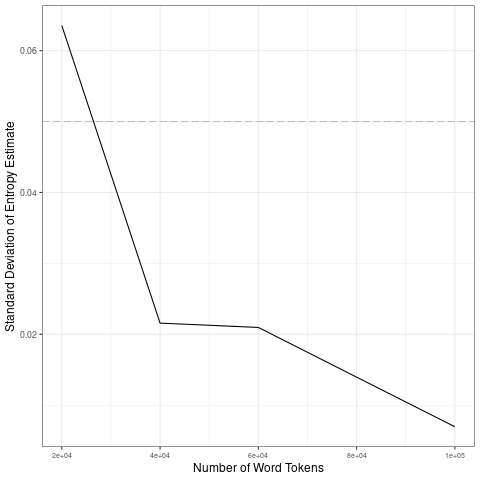 Standard Deviation of Entropy Estimate
0.06
0.04
0.02
2e+04 4e+04 6e+04 8e+04 1e+05
Number of Word Tokens